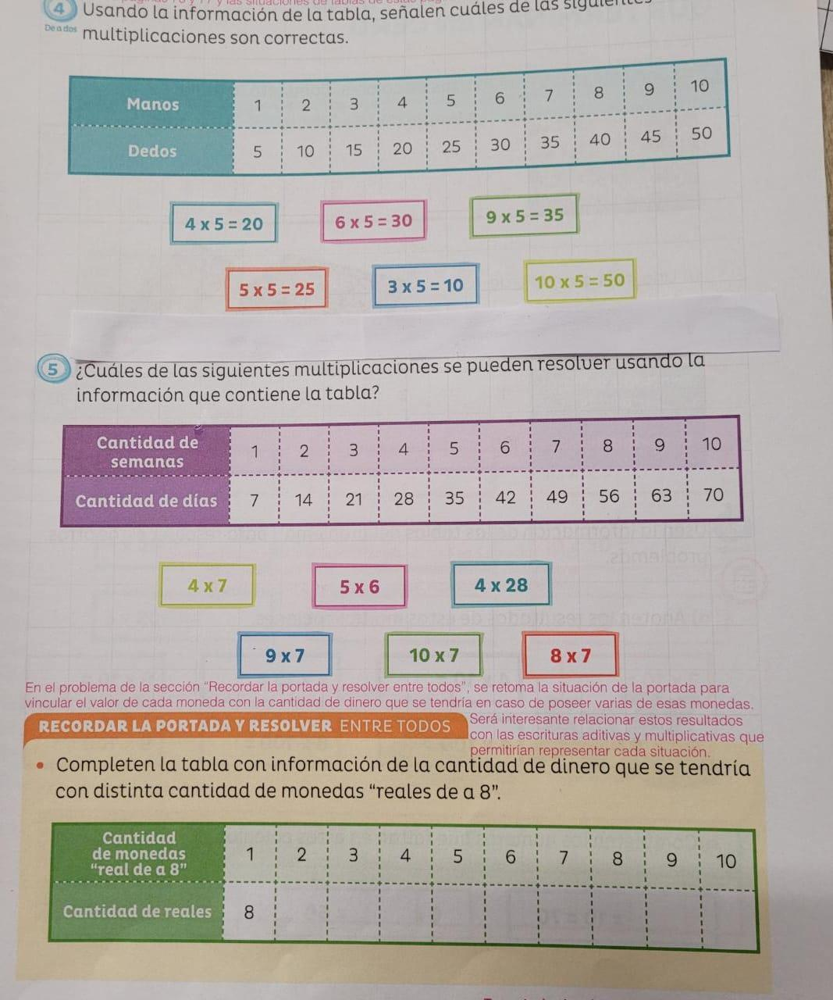 4 Usando la información de la tabla, señalen cuáles de las siguientes
De a dos multiplicaciones son correctas.
Manos 1 2 3 4 5 6 7 8 9 10
Dedos 5 10 15 20 25 30 35 40 45 50
4 x 5 = 20 6 x 5 = 30 9 x 5 = 35
5 x 5 = 25 3 x 5 = 10 10 x 5 = 50
5 ¿Cuáles de las siguientes multiplicaciones se pueden resolver usando la
información que contiene la tabla?
Cantidad de
semanas 1 2 3 4 5 6 7 8 9 10
Cantidad de días 7 14 21 28 35 42 49 56 63 70
4 x 7 5 x 6 4 x 28
9 x 7 10 x 7 8 x 7
En el problema de la sección “Recordar la portada y resolver entre todos”, se retoma la situación de la portada para
vincular el valor de cada moneda con la cantidad de dinero que se tendría en caso de poseer varias de esas monedas.
Será interesante relacionar estos resultados
con las escrituras aditivas y multiplicativas que
permitirían representar cada situación.
RECORDAR LA PORTADA Y RESOLVER ENTRE TODOS
• Completen la tabla con información de la cantidad de dinero que se tendría
con distinta cantidad de monedas “reales de a 8”.
Cantidad
de monedas
“real de a 8” 1 2 3 4 5 6 7 8 9 10
Cantidad de reales 8